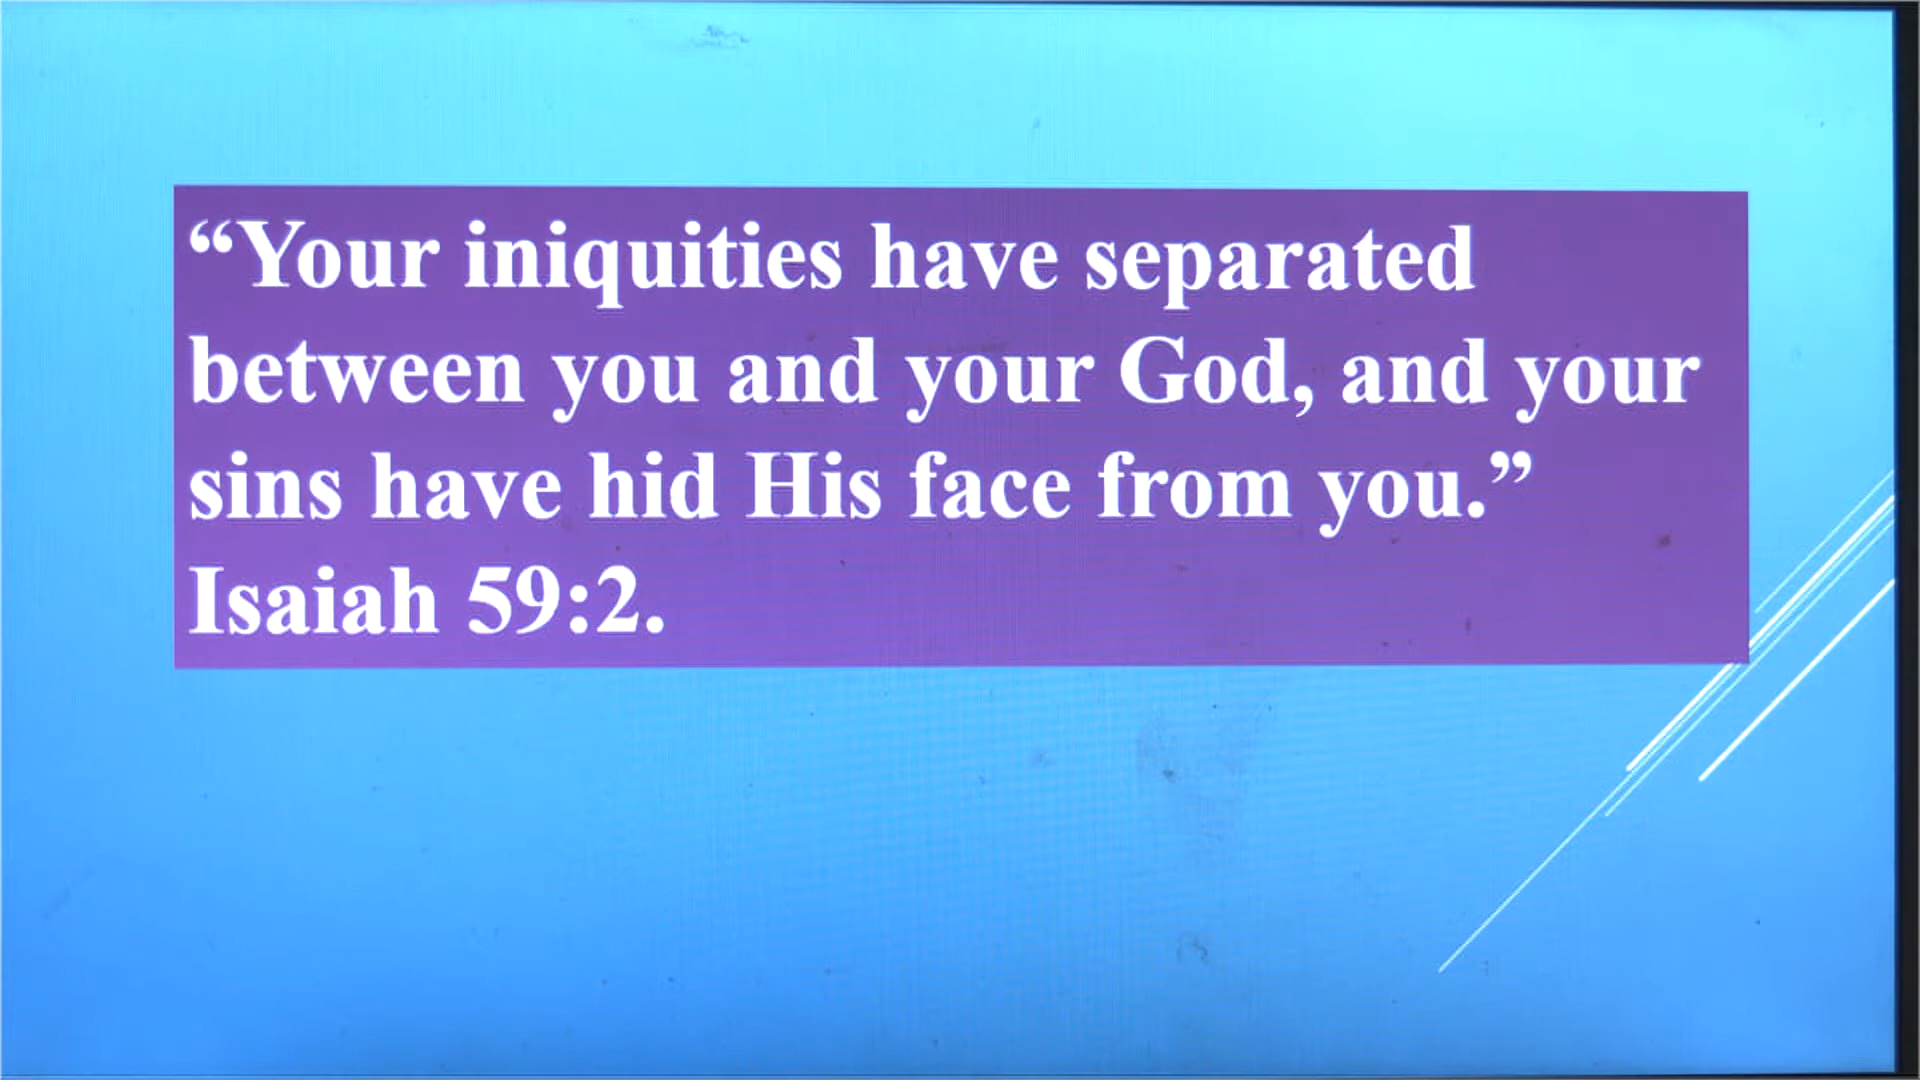 “Your iniquities have separated
between you and your God, and your
sins have hid His face from you.”
Isaiah 59:2.